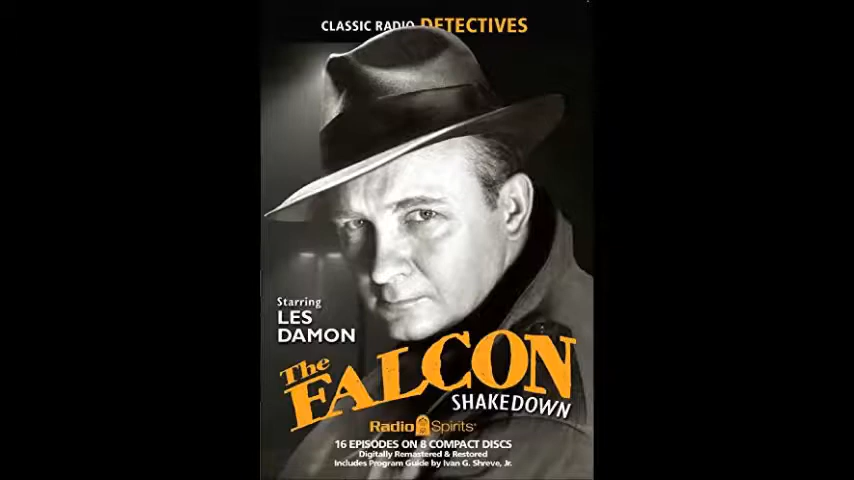 CLASSIC RADIO DETECTIVES
Starring
LES
DAMON
The
FALCON
SHAKEDOWN
Radio Spirits
16 EPISODES ON 8 COMPACT DISCS
Digitally Remastered & Restored
Includes Program Guide by Ivan G. Shreve, Jr.